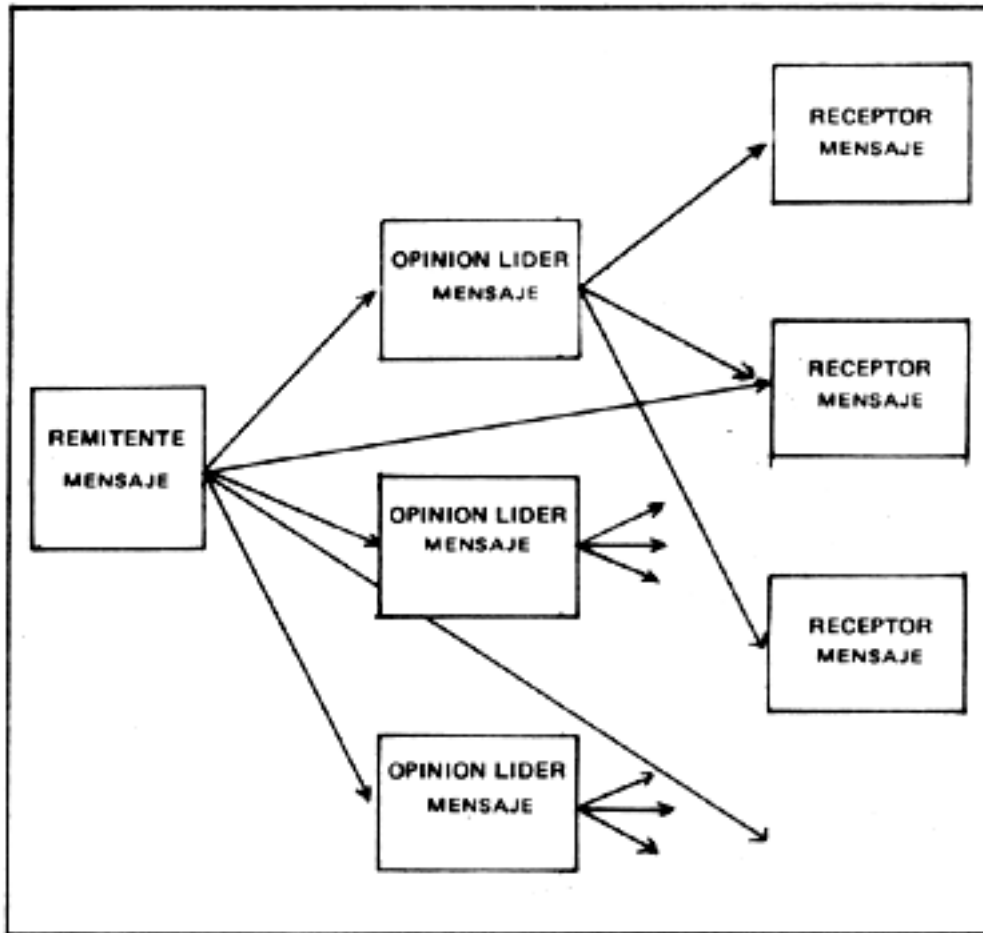 REMITENTE
MENSAJE
OPINION LIDER
MENSAJE
OPINION LIDER
MENSAJE
OPINION LIDER
MENSAJE
RECEPTOR
MENSAJE
RECEPTOR
MENSAJE
RECEPTOR
MENSAJE